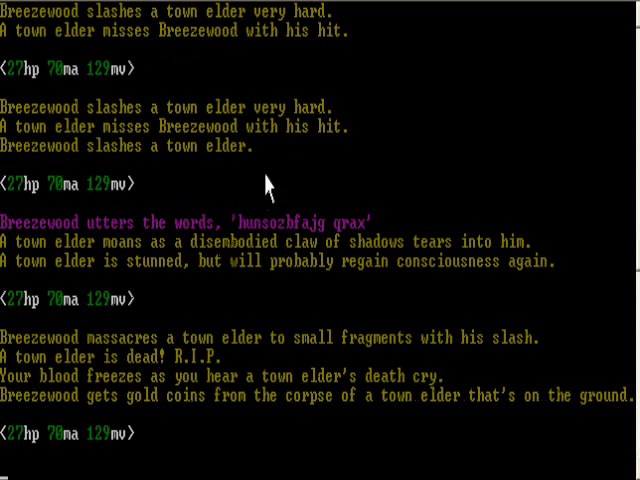 Breezewood slashes a town elder very hard.
A town elder misses Breezewood with his hit.
<27hp 70ma 129mv>
Breezewood slashes a town elder very hard.
A town elder misses Breezewood with his hit.
Breezewood slashes a town elder.
<27hp 70ma 129mv>
Breezewood utters the words, 'hunsozbfajg qrax'
A town elder moans as a disembodied claw of shadows tears into him.
A town elder is stunned, but will probably regain consciousness again.
<27hp 70ma 129mv>
Breezewood massacres a town elder to small fragments with his slash.
A town elder is dead! R.I.P.
Your blood freezes as you hear a town elder's death cry.
Breezewood gets gold coins from the corpse of a town elder that's on the ground.
<27hp 70ma 129mv>